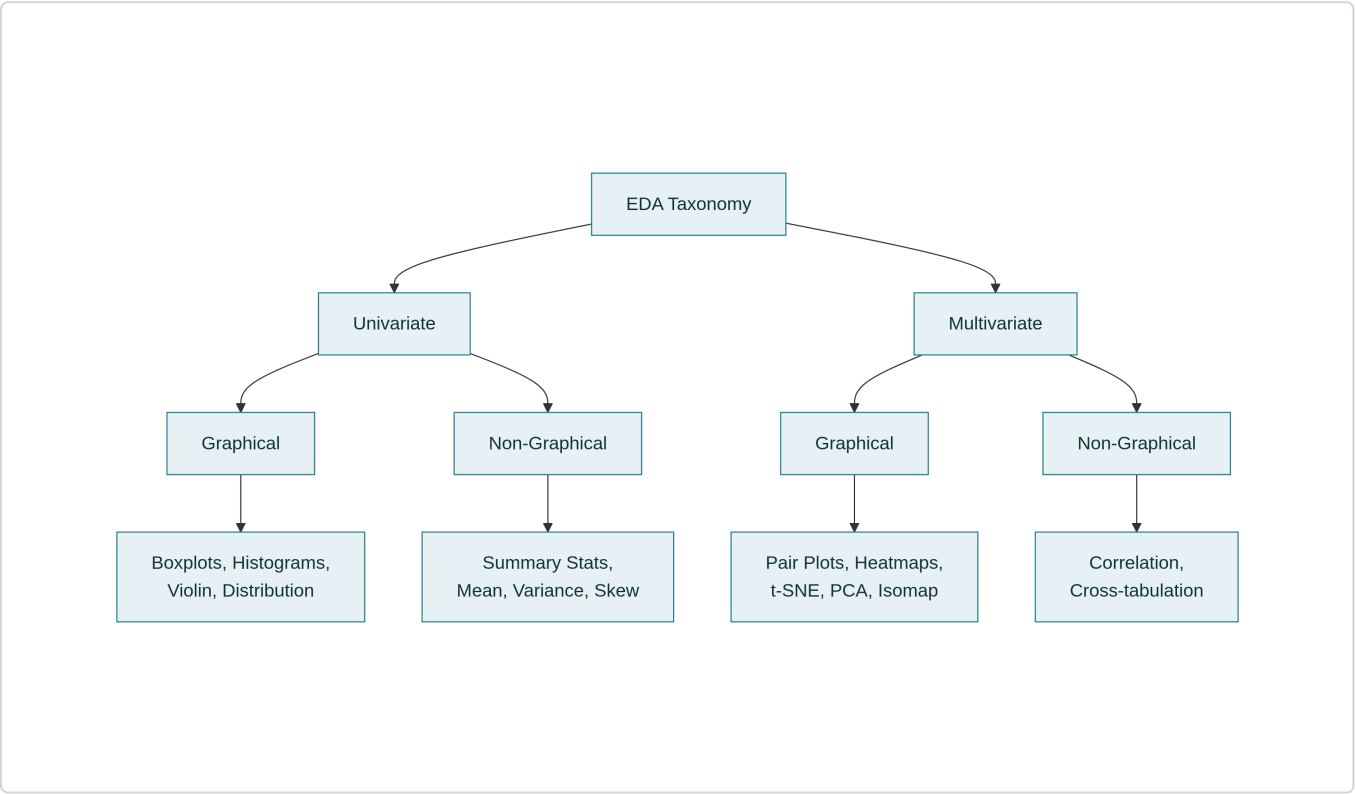 EDA Taxonomy
Univariate
Multivariate
Graphical
Non-Graphical
Graphical
Non-Graphical
Boxplots, Histograms,
Violin, Distribution
Summary Stats,
Mean, Variance, Skew
Pair Plots, Heatmaps,
t-SNE, PCA, Isomap
Correlation,
Cross-tabulation